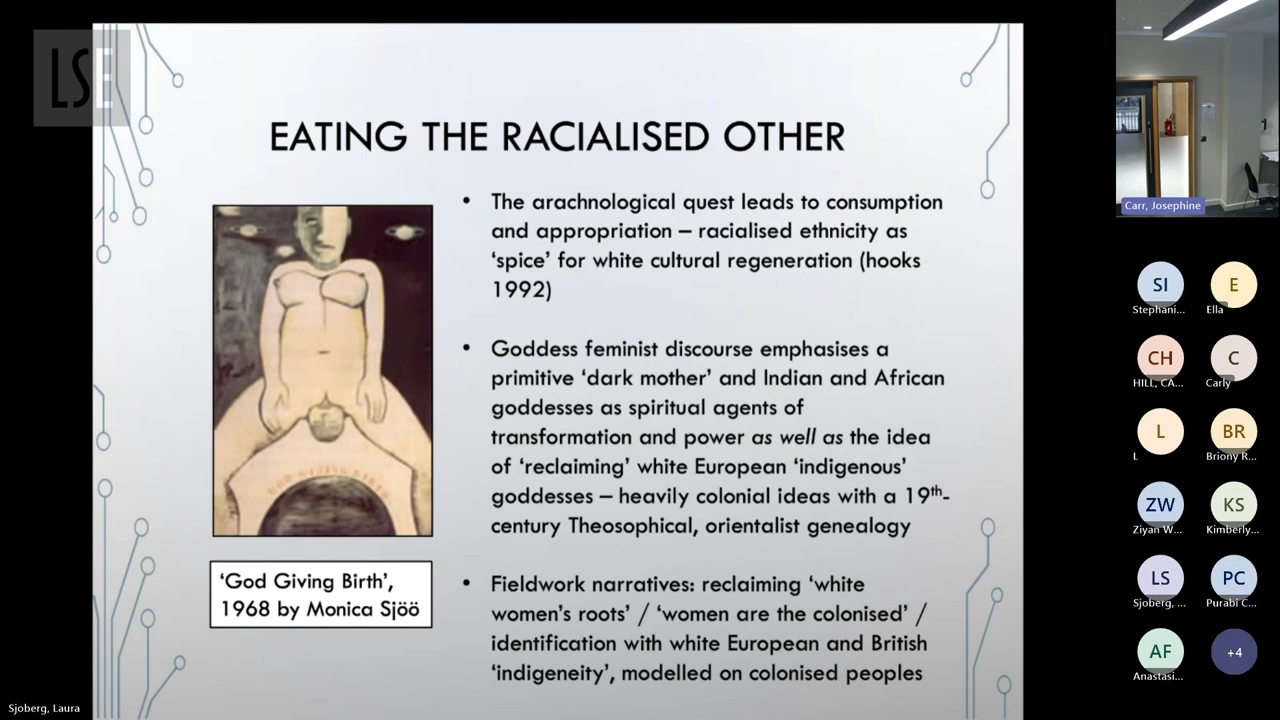 LSE
EATING THE RACIALISED OTHER
• The arachnological quest leads to consumption
and appropriation – racialised ethnicity as
‘spice’ for white cultural regeneration (hooks
1992)
• Goddess feminist discourse emphasises a
primitive ‘dark mother’ and Indian and African
goddesses as spiritual agents of
transformation and power as well as the idea
of ‘reclaiming’ white European ‘indigenous’
goddesses – heavily colonial ideas with a 19th-
century Theosophical, orientalist genealogy
• Fieldwork narratives: reclaiming ‘white
women’s roots’ / ‘women are the colonised’ /
identification with white European and British
‘indigeneity’, modelled on colonised peoples
‘God Giving Birth’,
1968 by Monica Sjöö
Carr, Josephine
SI
Stephani...
E
Ella
CH
HILL, CA...
C
Carly
L
L
BR
Briony R...
ZW
Ziyan W...
KS
Kimberly...
LS
Sjoberg, ...
PC
Purabi C...
AF
Anastasi...
+4
Sjoberg, Laura